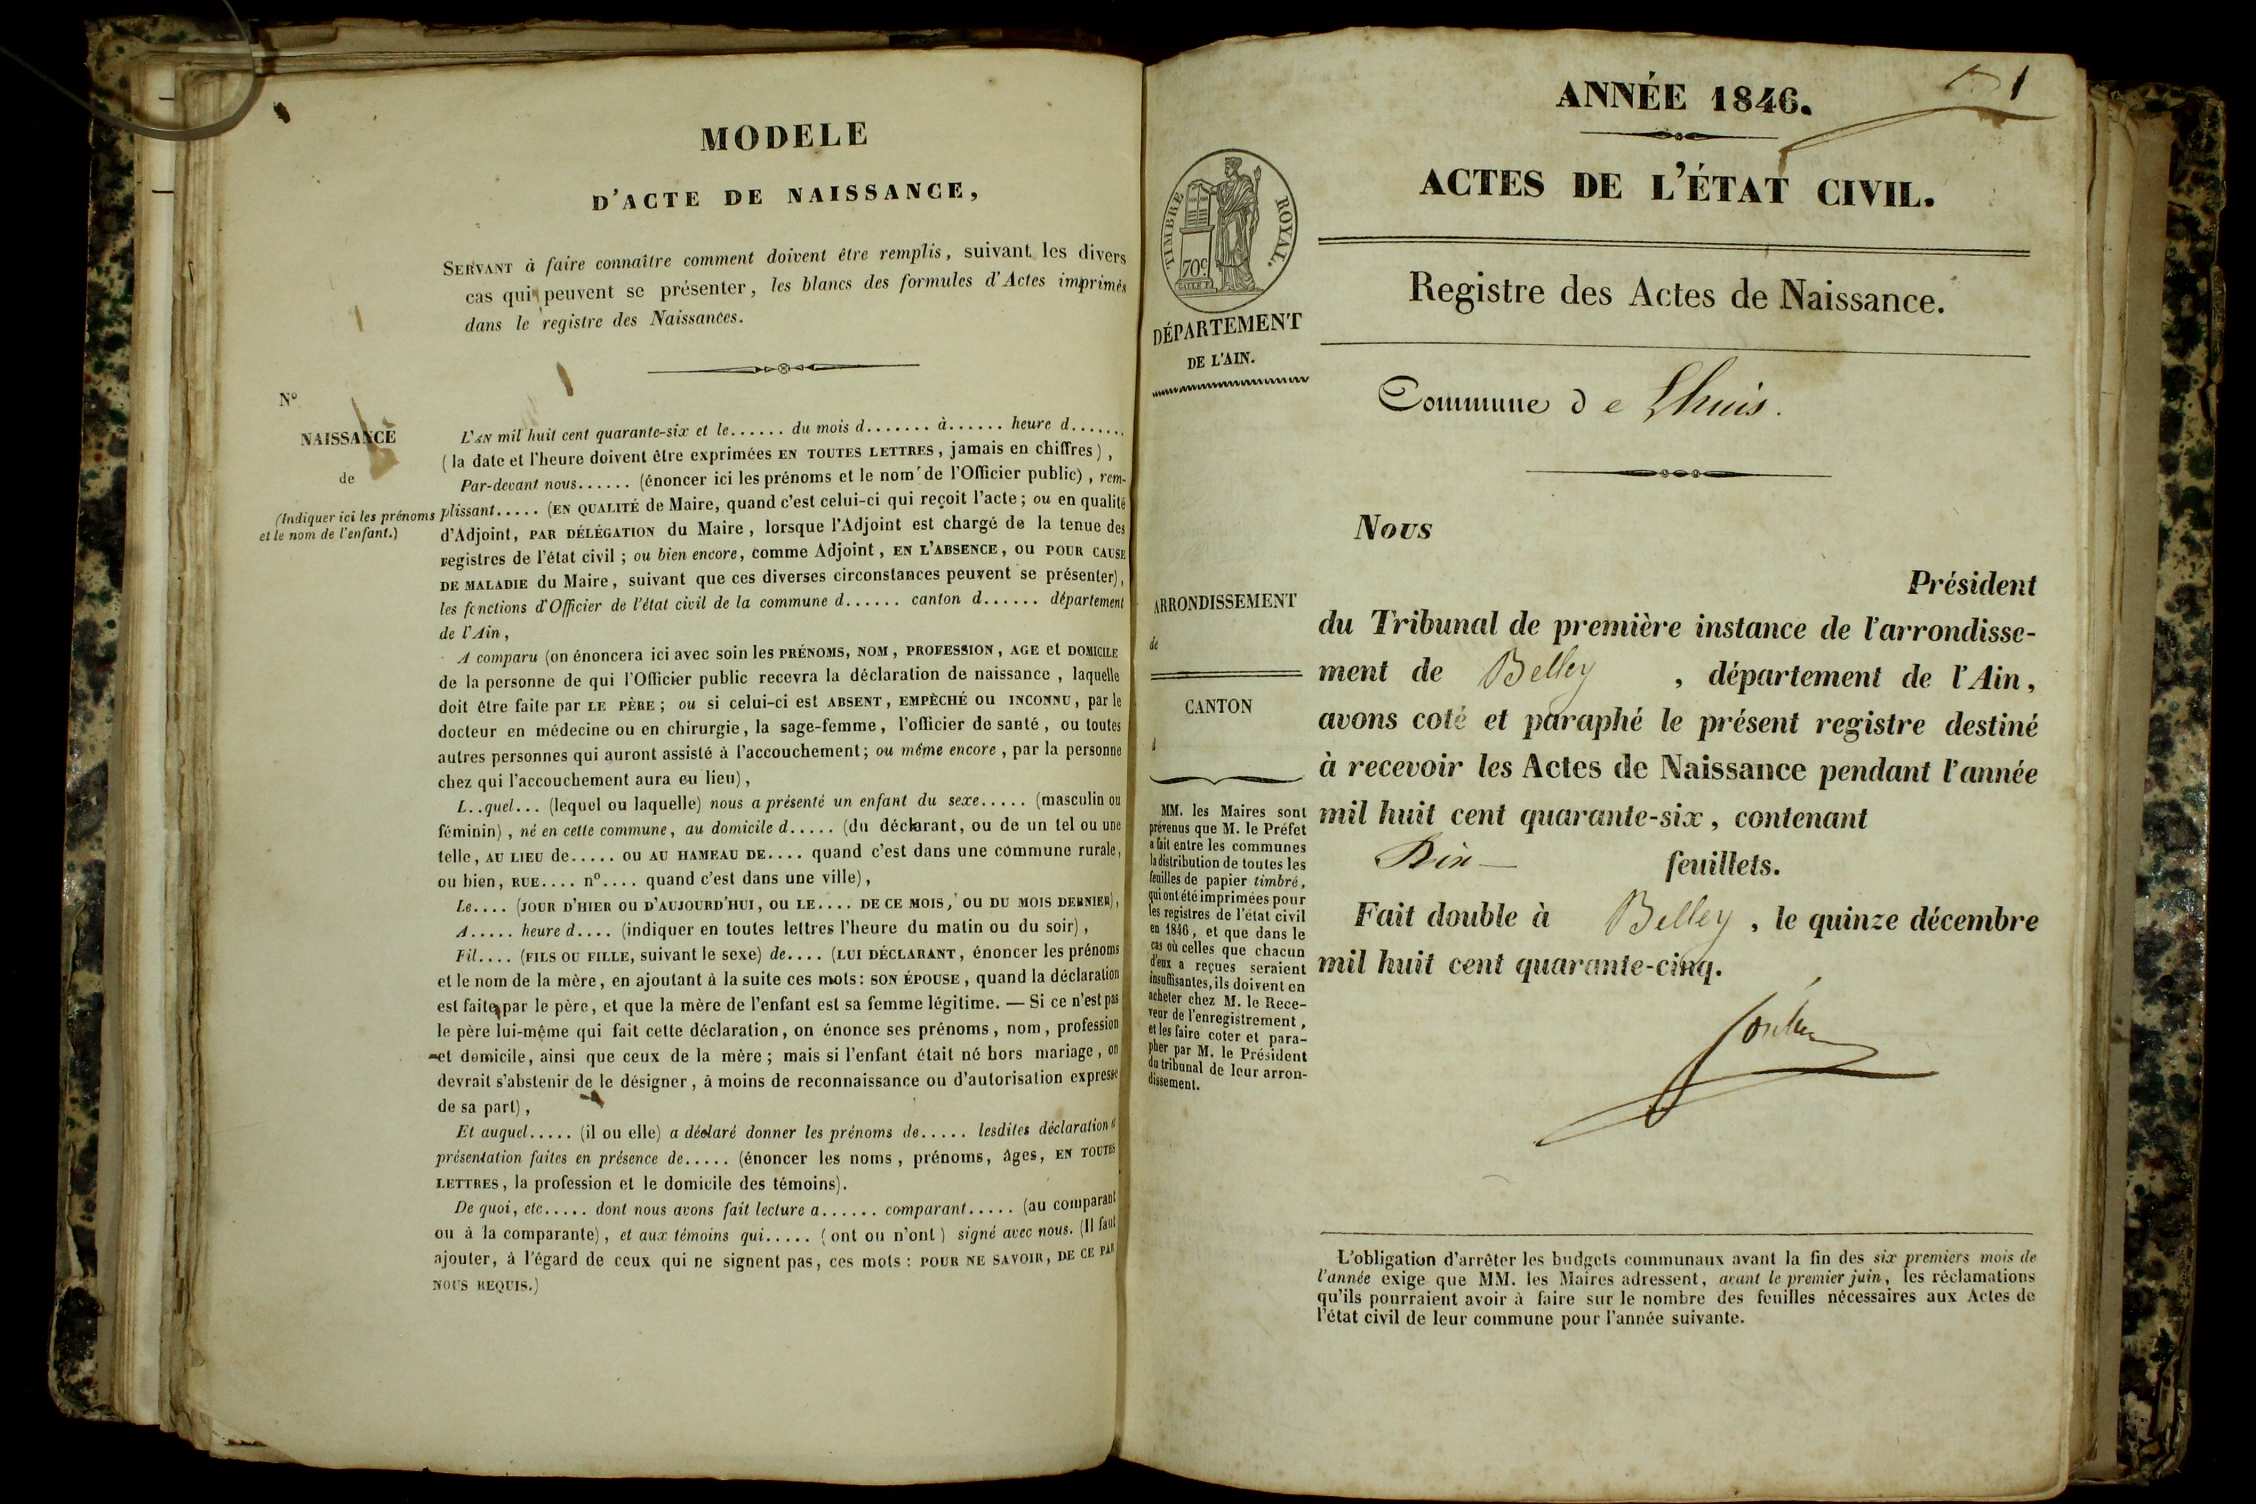 MODELE
D'ACTE DE NAISSANCE,
SERVANT à faire connaître comment doivent être remplis, suivant les divers
cas qui peuvent se présenter, les blancs des formules d'Actes imprimés
dans le registre des Naissances.
N°
NAISSANCE
de
(Indiquer ici les prénoms
et le nom de l'enfant.)
L'AN mil huit cent quarante-six et le...... du mois d....... à...... heure d.......
(la date et l'heure doivent être exprimées EN TOUTES LETTRES, jamais en chiffres),
Par-devant nous...... (énoncer ici les prénoms et le nom de l'Officier public), rem-
plissant..... (EN QUALITÉ de Maire, quand c'est celui-ci qui reçoit l'acte; ou en qualité
d'Adjoint, PAR DÉLÉGATION du Maire, lorsque l'Adjoint est chargé de la tenue des
registres de l'état civil; ou bien encore, comme Adjoint, EN L'ABSENCE, OU POUR CAUSE
DE MALADIE du Maire, suivant que ces diverses circonstances peuvent se présenter),
les fonctions d'Officier de l'état civil de la commune d...... canton d...... département
de l'Ain,
A comparu (on énoncera ici avec soin les PRÉNOMS, NOM, PROFESSION, AGE et DOMICILE
de la personne de qui l'Officier public recevra la déclaration de naissance, laquelle
doit être faite par LE PÈRE; ou si celui-ci est ABSENT, EMPÊCHÉ OU INCONNU, par le
docteur en médecine ou en chirurgie, la sage-femme, l'officier de santé, ou toutes
autres personnes qui auront assisté à l'accouchement; ou même encore, par la personne
chez qui l'accouchement aura eu lieu),
L..quel... (lequel ou laquelle) nous a présenté un enfant du sexe..... (masculin ou
féminin), né en cette commune, au domicile d..... (du déclarant, ou de un tel ou une
telle, AU LIEU de..... ou AU HAMEAU DE.... quand c'est dans une commune rurale,
ou bien, RUE.... n°.... quand c'est dans une ville),
Le.... (JOUR D'HIER OU D'AUJOURD'HUI, OU LE.... DE CE MOIS, OU DU MOIS DERNIER),
A..... heure d.... (indiquer en toutes lettres l'heure du matin ou du soir),
Fil.... (FILS OU FILLE, suivant le sexe) de.... (LUI DÉCLARANT, énoncer les prénoms
et le nom de la mère, en ajoutant à la suite ces mots: SON ÉPOUSE, quand la déclaration
est faite par le père, et que la mère de l'enfant est sa femme légitime. — Si ce n'est pas
le père lui-même qui fait cette déclaration, on énonce ses prénoms, nom, profession
et domicile, ainsi que ceux de la mère; mais si l'enfant était né hors mariage, on
devrait s'abstenir de le désigner, à moins de reconnaissance ou d'autorisation expresse
de sa part),
Et auquel..... (il ou elle) a déclaré donner les prénoms de..... lesdites déclaration et
présentation faites en présence de..... (énoncer les noms, prénoms, âges, EN TOUTES
LETTRES, la profession et le domicile des témoins).
De quoi, etc..... dont nous avons fait lecture a...... comparant..... (au comparant
ou à la comparante), et aux témoins qui..... (ont ou n'ont) signé avec nous. (Il faut
ajouter, à l'égard de ceux qui ne signent pas, ces mots: POUR NE SAVOIR, DE CE PAR
NOUS REQUIS.)
1
ANNÉE 1846.
ACTES DE L'ÉTAT CIVIL.
TIMBRE ROYAL.
70c
DÉPARTEMENT
DE L'AIN.
Registre des Actes de Naissance.
Commune de Lhuis.
ARRONDISSEMENT
de
CANTON
d
MM. les Maires sont
prévenus que M. le Préfet
a fait entre les communes
la distribution de toutes les
feuilles de papier timbré,
qui ont été imprimées pour
les registres de l'état civil
en 1846, et que dans le
cas où celles que chacun
d'eux a reçues seraient
insuffisantes, ils doivent en
acheter chez M. le Rece-
veur de l'enregistrement,
et les faire coter et para-
pher par M. le Président
du tribunal de leur arron-
dissement.
Nous
Président
du Tribunal de première instance de l'arrondisse-
ment de Belley, département de l'Ain,
avons coté et paraphé le présent registre destiné
à recevoir les Actes de Naissance pendant l'année
mil huit cent quarante-six, contenant
feuillets.
Fait double à Belley, le quinze décembre
mil huit cent quarante-cinq.
L'obligation d'arrêter les budgets communaux avant la fin des six premiers mois de
l'année exige que MM. les Maires adressent, avant le premier juin, les réclamations
qu'ils pourraient avoir à faire sur le nombre des feuilles nécessaires aux Actes de
l'état civil de leur commune pour l'année suivante.